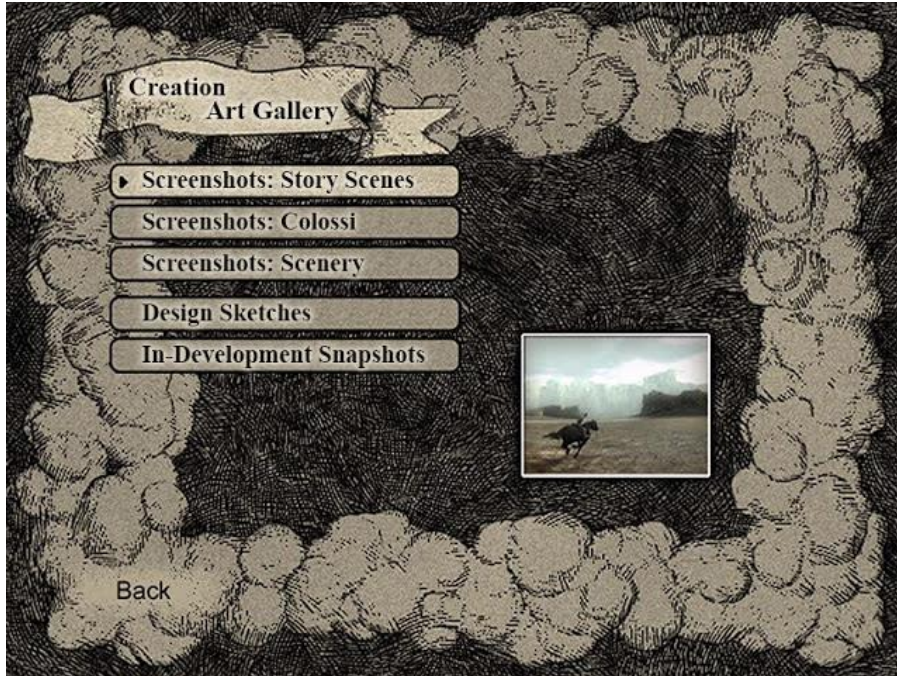 Creation
Art Gallery
Screenshots: Story Scenes
Screenshots: Colossi
Screenshots: Scenery
Design Sketches
In-Development Snapshots
Back